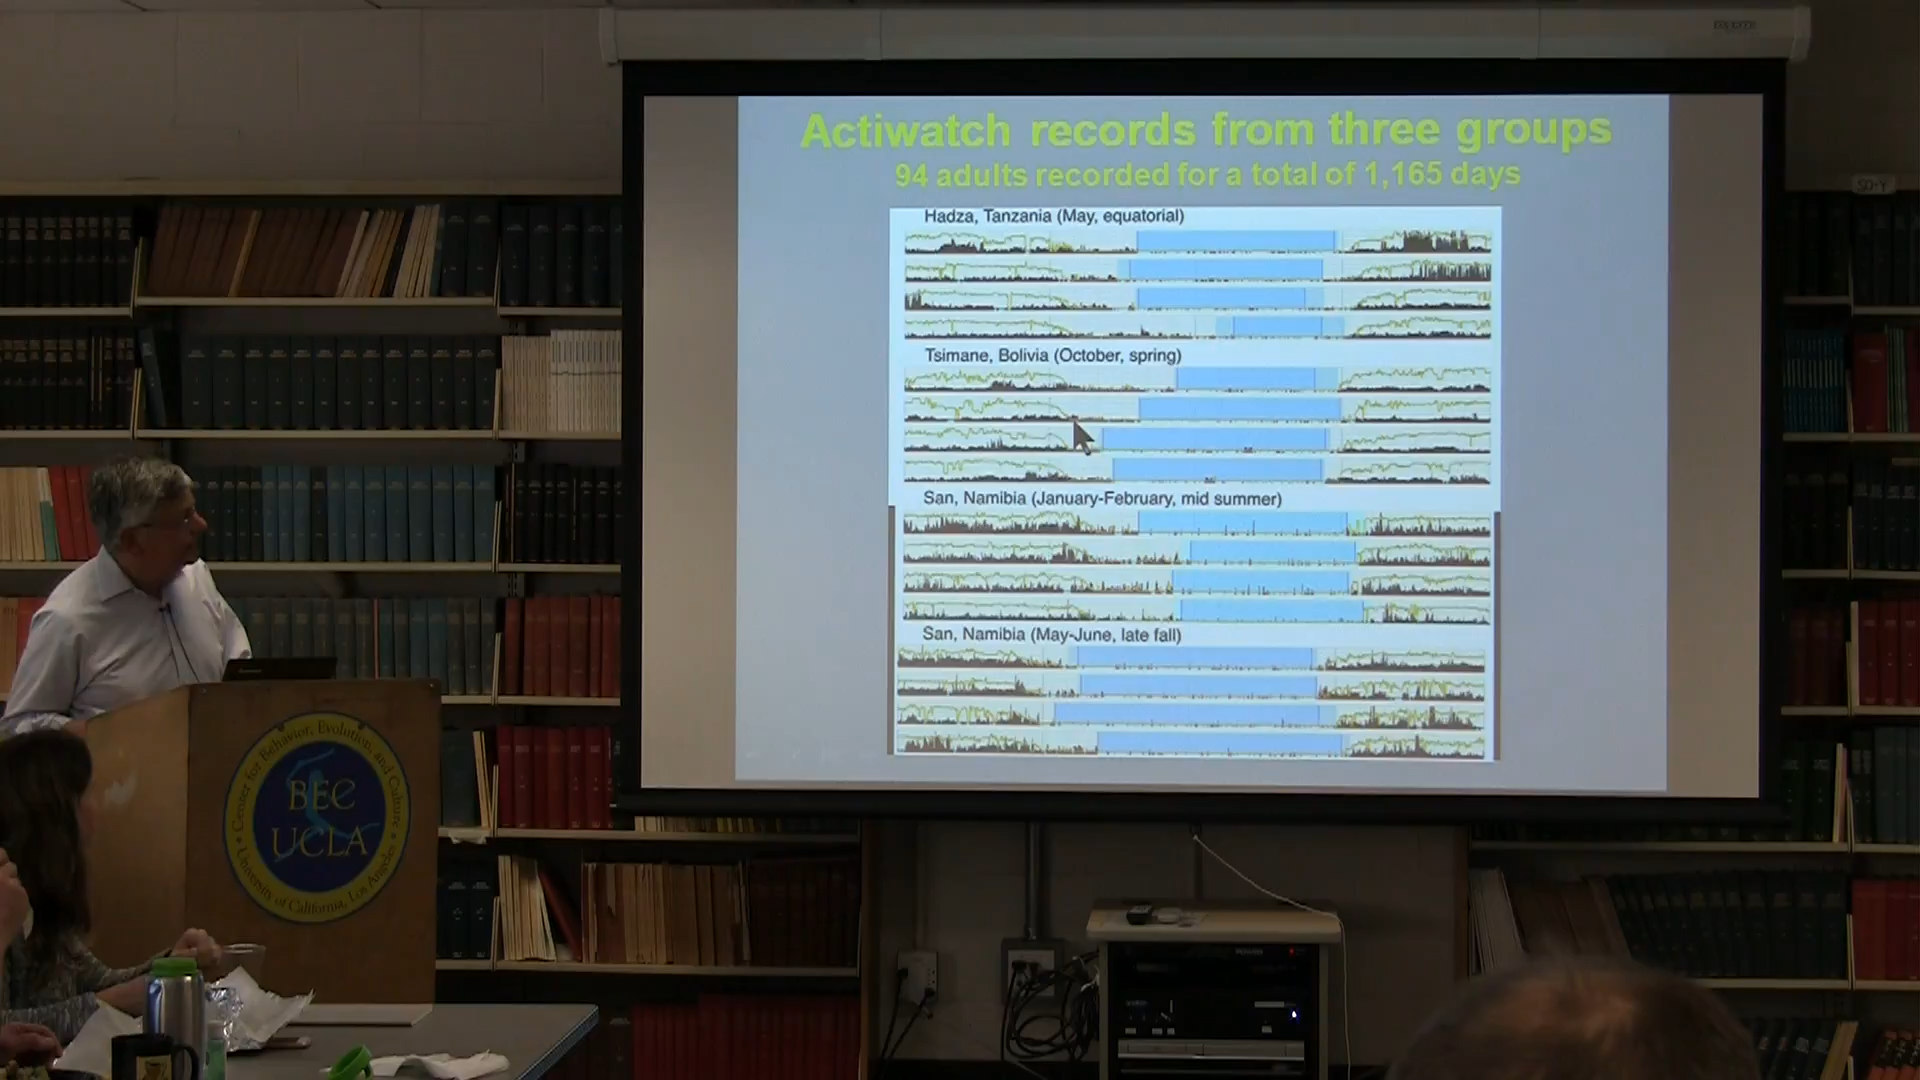 Actiwatch records from three groups
94 adults recorded for a total of 1,165 days
Hadza, Tanzania (May, equatorial)
Tsimane, Bolivia (October, spring)
San, Namibia (January-February, mid summer)
San, Namibia (May-June, late fall)
Center for Behavior, Evolution, and Culture
BEC
UCLA
University of California, Los Angeles